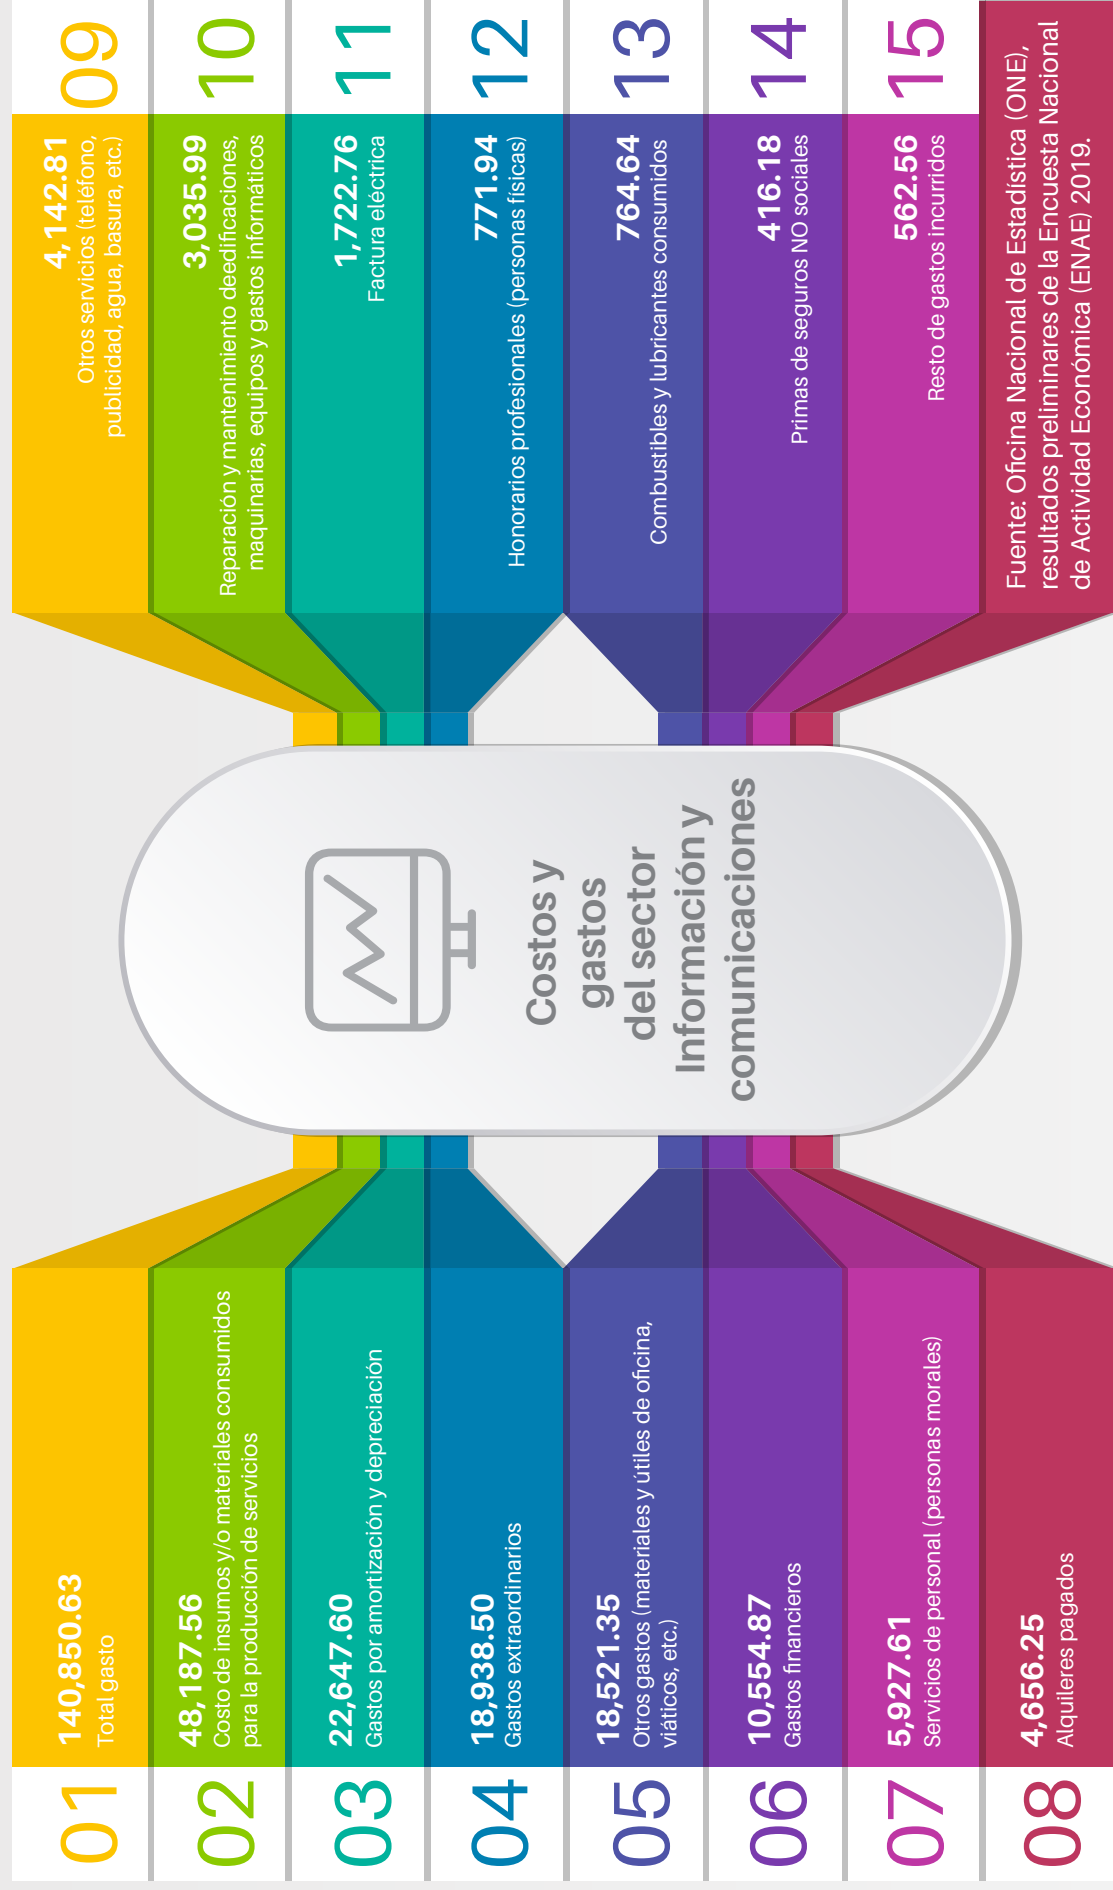 01
140,850.63
Total gasto
02
48,187.56
Costo de insumos y/o materiales consumidos
para la producción de servicios
03
22,647.60
Gastos por amortización y depreciación
04
18,938.50
Gastos extraordinarios
05
18,521.35
Otros gastos (materiales y útiles de oficina,
viáticos, etc.)
06
10,554.87
Gastos financieros
07
5,927.61
Servicios de personal (personas morales)
08
4,656.25
Alquileres pagados
Costos y
gastos
del sector
Información y
comunicaciones
09
4,142.81
Otros servicios (teléfono,
publicidad, agua, basura, etc.)
10
3,035.99
Reparación y mantenimiento deedificaciones,
maquinarias, equipos y gastos informáticos
11
1,722.76
Factura eléctrica
12
771.94
Honorarios profesionales (personas físicas)
13
764.64
Combustibles y lubricantes consumidos
14
416.18
Primas de seguros NO sociales
15
562.56
Resto de gastos incurridos
Fuente: Oficina Nacional de Estadística (ONE),
resultados preliminares de la Encuesta Nacional
de Actividad Económica (ENAE) 2019.